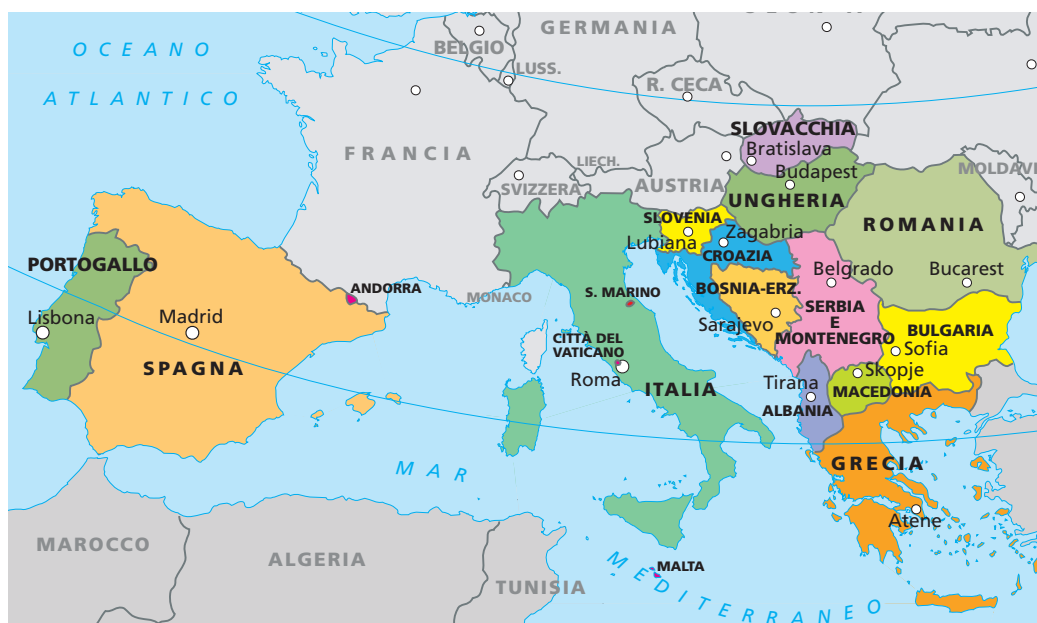 OCEANO
ATLANTICO
BELGIO
GERMANIA
LUSS.
R. CECA
FRANCIA
SLOVACCHIA
Bratislava
LIECH.
SVIZZERA
AUSTRIA
Budapest
UNGHERIA
MOLDAVI
ROMANIA
SLOVENIA
Lubiana
Zagabria
CROAZIA
PORTOGALLO
Lisbona
Madrid
SPAGNA
ANDORRA
MONACO
S. MARINO
BOSNIA-ERZ.
Sarajevo
Belgrado
SERBIA
E
MONTENEGRO
Bucarest
BULGARIA
Sofia
CITTÀ DEL
VATICANO
Roma
ITALIA
Tirana
ALBANIA
Skopje
MACEDONIA
GRECIA
Atene
MAR
MEDITERRANEO
MALTA
MAROCCO
ALGERIA
TUNISIA